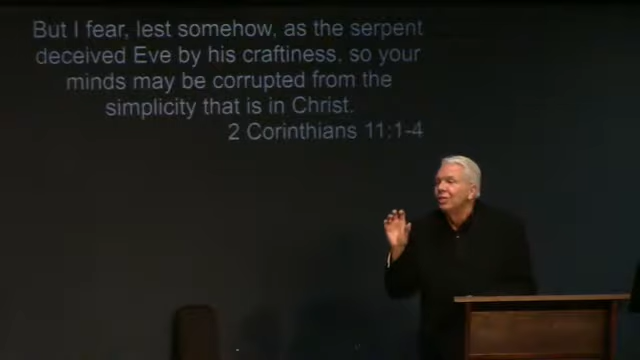 But I fear, lest somehow, as the serpent
deceived Eve by his craftiness, so your
minds may be corrupted from the
simplicity that is in Christ.
2 Corinthians 11:1-4